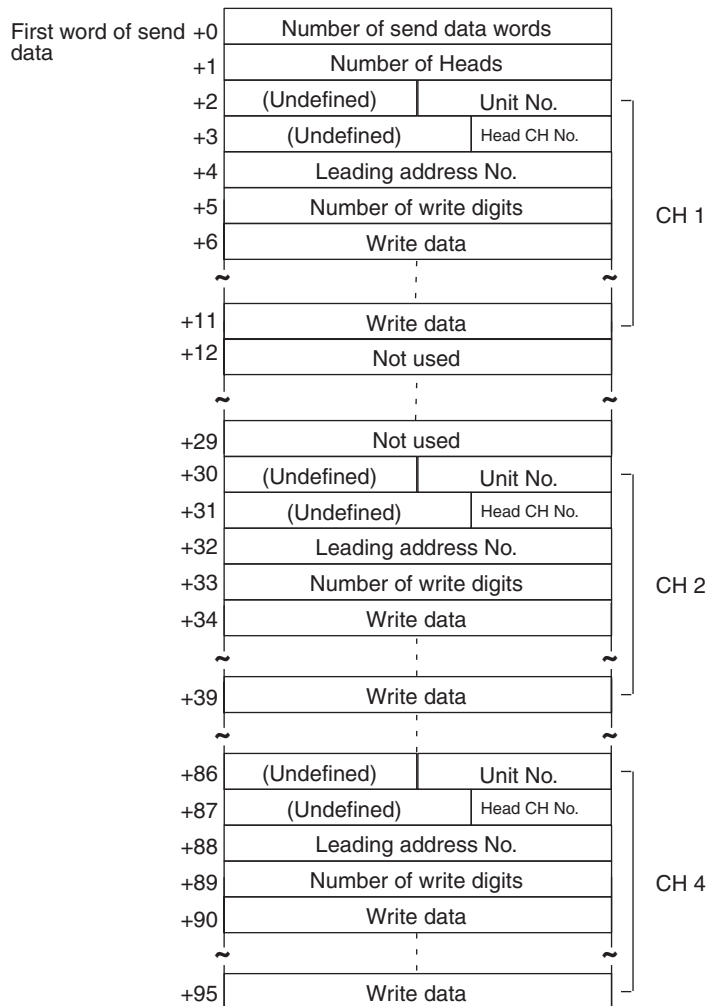 First word of send data
+0 Number of send data words
+1 Number of Heads
+2 (Undefined) Unit No.
+3 (Undefined) Head CH No.
+4 Leading address No.
+5 Number of write digits
+6 Write data
CH 1
~ ~
+11 Write data
+12 Not used
~ ~
+29 Not used
+30 (Undefined) Unit No.
+31 (Undefined) Head CH No.
+32 Leading address No.
+33 Number of write digits
CH 2
+34 Write data
~ ~
+39 Write data
~ ~
+86 (Undefined) Unit No.
+87 (Undefined) Head CH No.
+88 Leading address No.
+89 Number of write digits
CH 4
+90 Write data
~ ~
+95 Write data